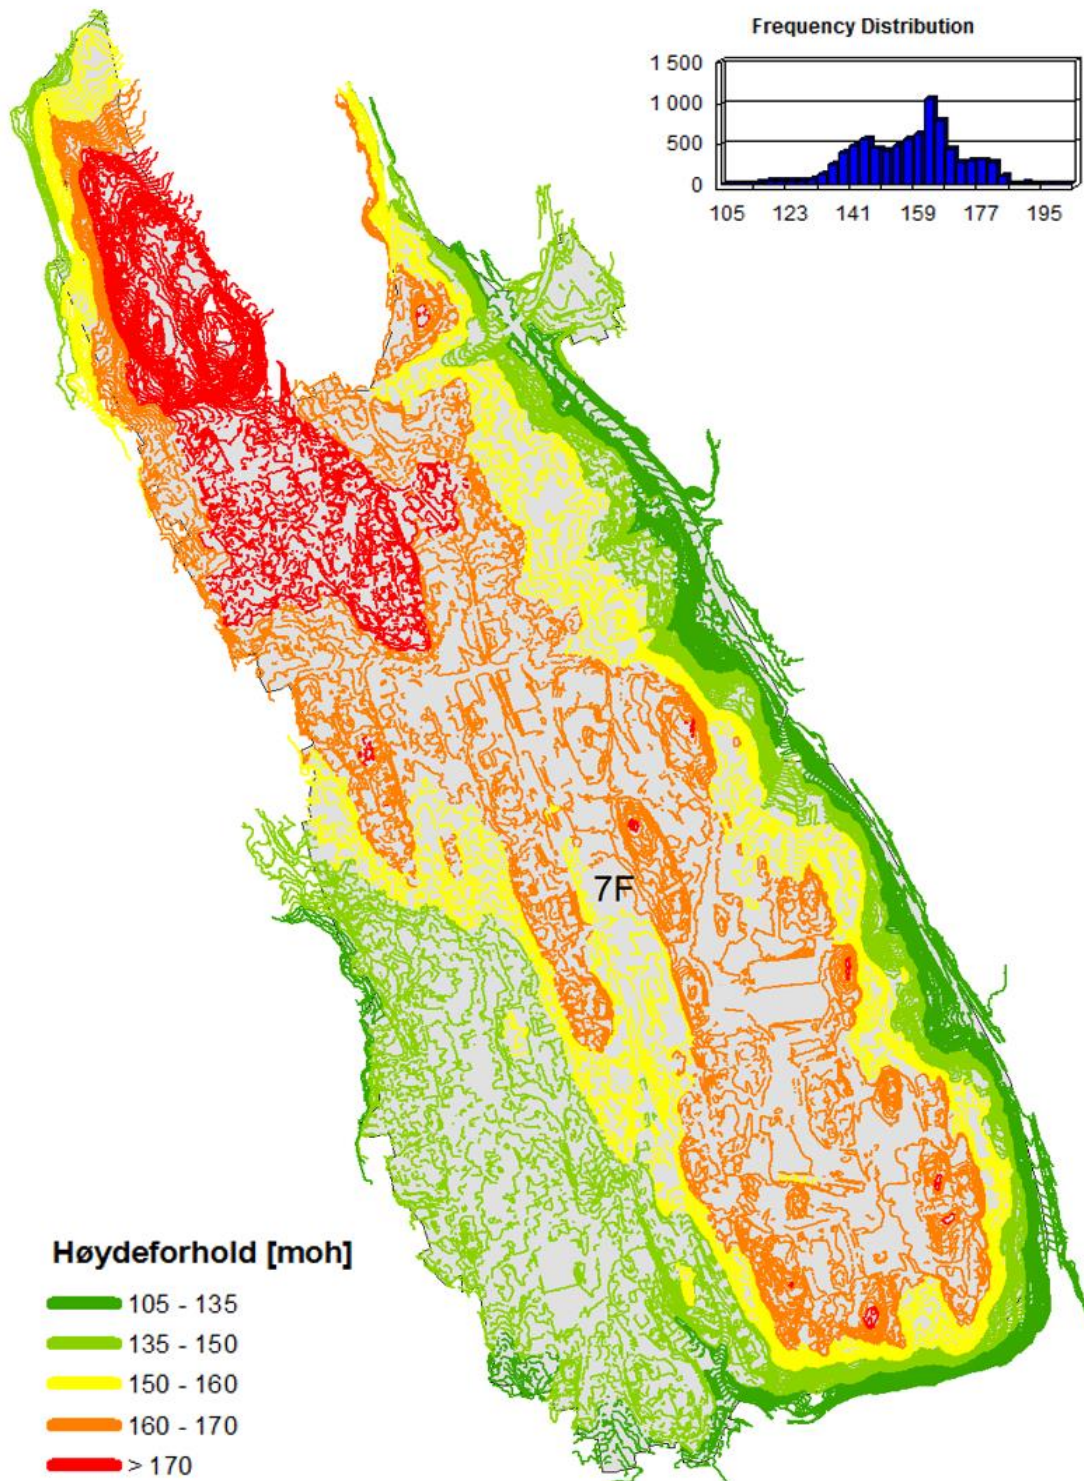 Frequency Distribution
1 500
1 000
500
0
105 123 141 159 177 195
7F
Høydeforhold [moh]
105 - 135
135 - 150
150 - 160
160 - 170
> 170